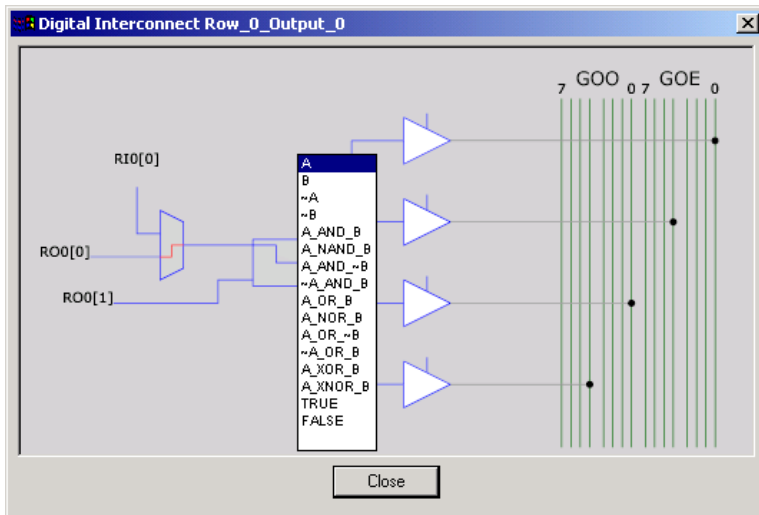 Digital Interconnect Row_0_Output_0
GOO GOE
7 0 7 0
RI0[0]
RO0[0]
RO0[1]
A
B
~A
~B
A_AND_B
A_NAND_B
A_AND_~B
~A_AND_B
A_OR_B
A_NOR_B
A_OR_~B
~A_OR_B
A_XOR_B
A_XNOR_B
TRUE
FALSE
Close